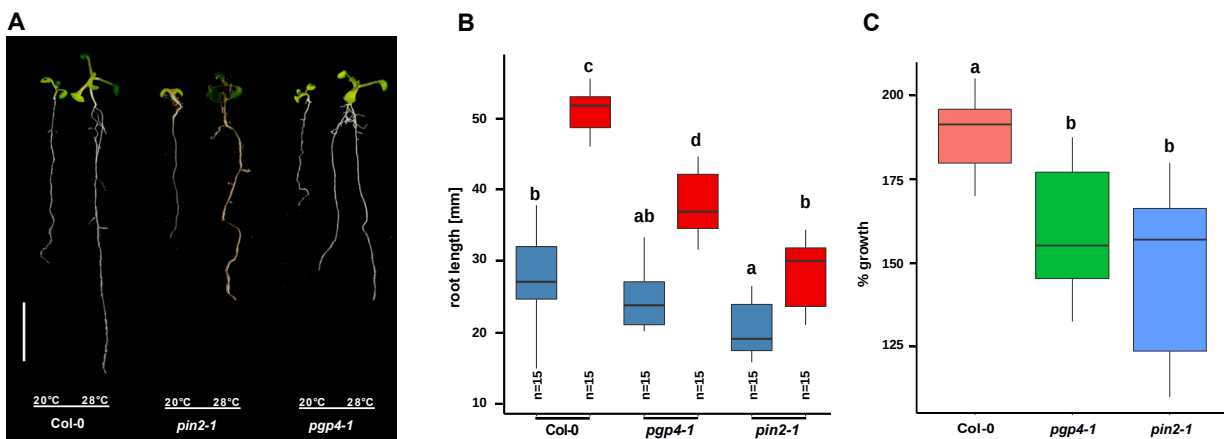 A
20°C 28°C 20°C 28°C 20°C 28°C
Col-0 pin2-1 pgp4-1
B
root length [mm]
50
40
30
20
10
b
c
ab
d
a
b
n=15 n=15 n=15 n=15 n=15 n=15
Col-0 pgp4-1 pin2-1
C
% growth
200
175
150
125
a
b
b
Col-0 pgp4-1 pin2-1